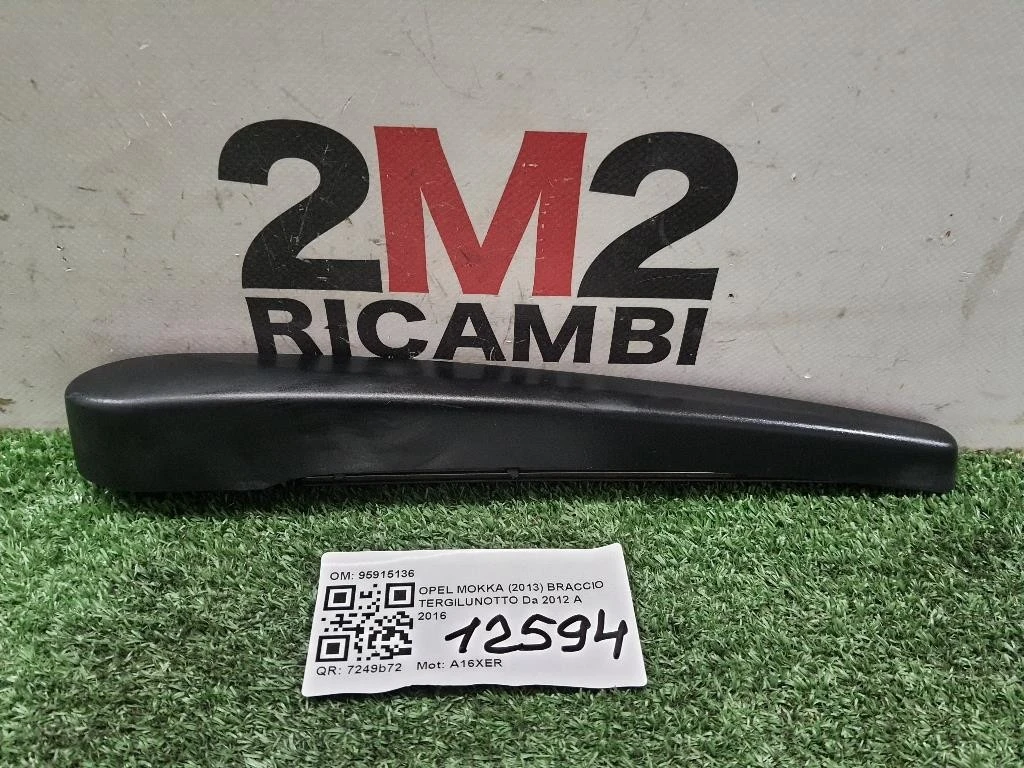 2M2
RICAMBI
OM: 95915136
OPEL MOKKA (2013) BRACCIO
TERGILUNOTTO Da 2012 A
2016
12594
QR: 7249b72
Mot: A16XER